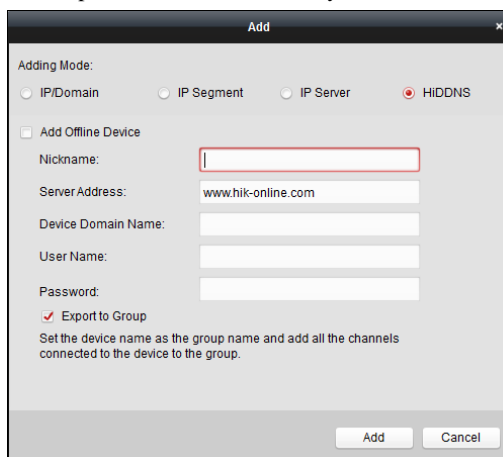 Add ×
Adding Mode:
IP/Domain IP Segment IP Server HiDDNS
Add Offline Device
Nickname:
Server Address: www.hik-online.com
Device Domain Name:
User Name:
Password:
Export to Group
Set the device name as the group name and add all the channels
connected to the device to the group.
Add Cancel